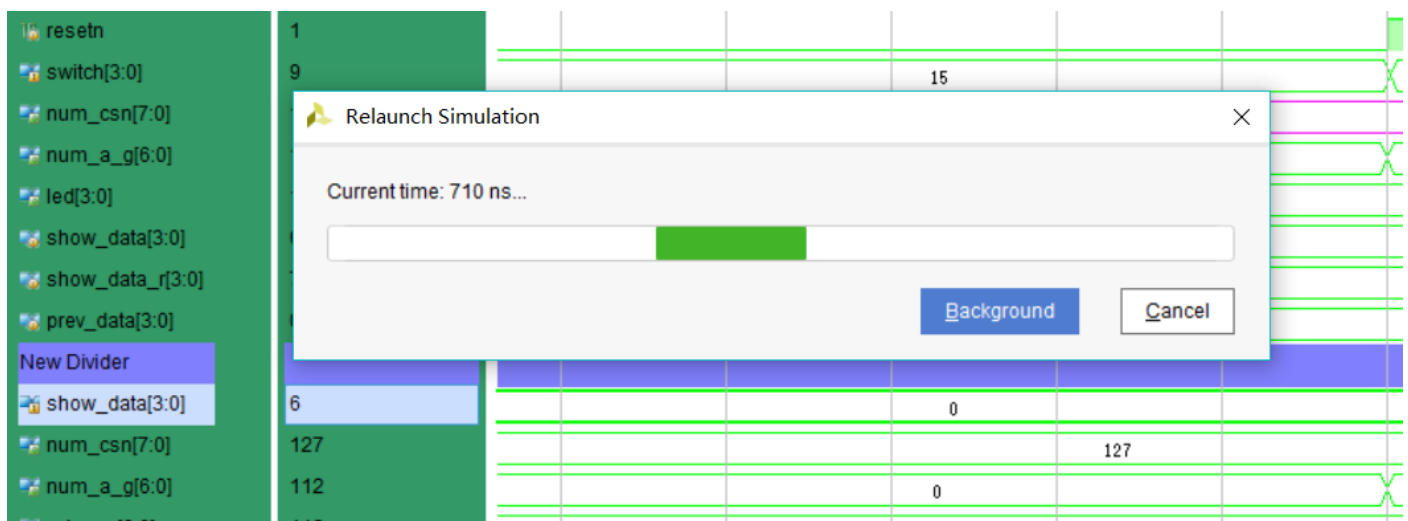 resetn 1
switch[3:0] 9 15
num_csn[7:0]
Relaunch Simulation
num_a_g[6:0]
led[3:0]
Current time: 710 ns...
show_data[3:0]
show_data_r[3:0]
prev_data[3:0]
Background Cancel
New Divider
show_data[3:0] 6 0
num_csn[7:0] 127 127
num_a_g[6:0] 112 0